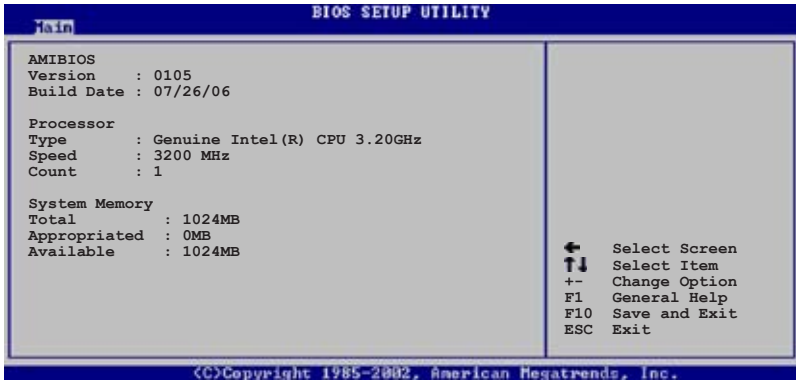 BIOS SETUP UTILITY
Main
AMIBIOS
Version : 0105
Build Date : 07/26/06
Processor
Type : Genuine Intel(R) CPU 3.20GHz
Speed : 3200 MHz
Count : 1
System Memory
Total : 1024MB
Appropriated : 0MB
Available : 1024MB
← Select Screen
↑↓ Select Item
+- Change Option
F1 General Help
F10 Save and Exit
ESC Exit
(C)Copyright 1985-2002, American Megatrends, Inc.